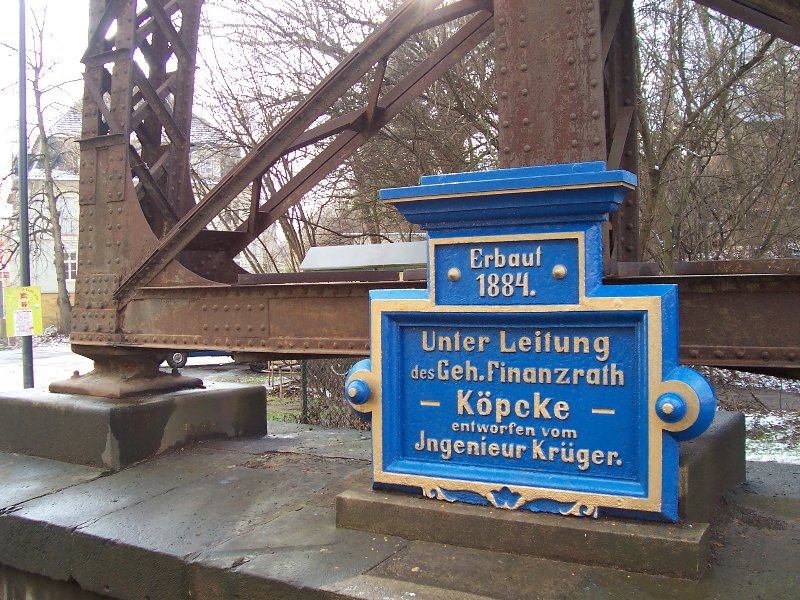 Erbaut
1884.
Unter Leitung
des Geh. Finanzrath
– Köpcke –
entworfen vom
Jngenieur Krüger.